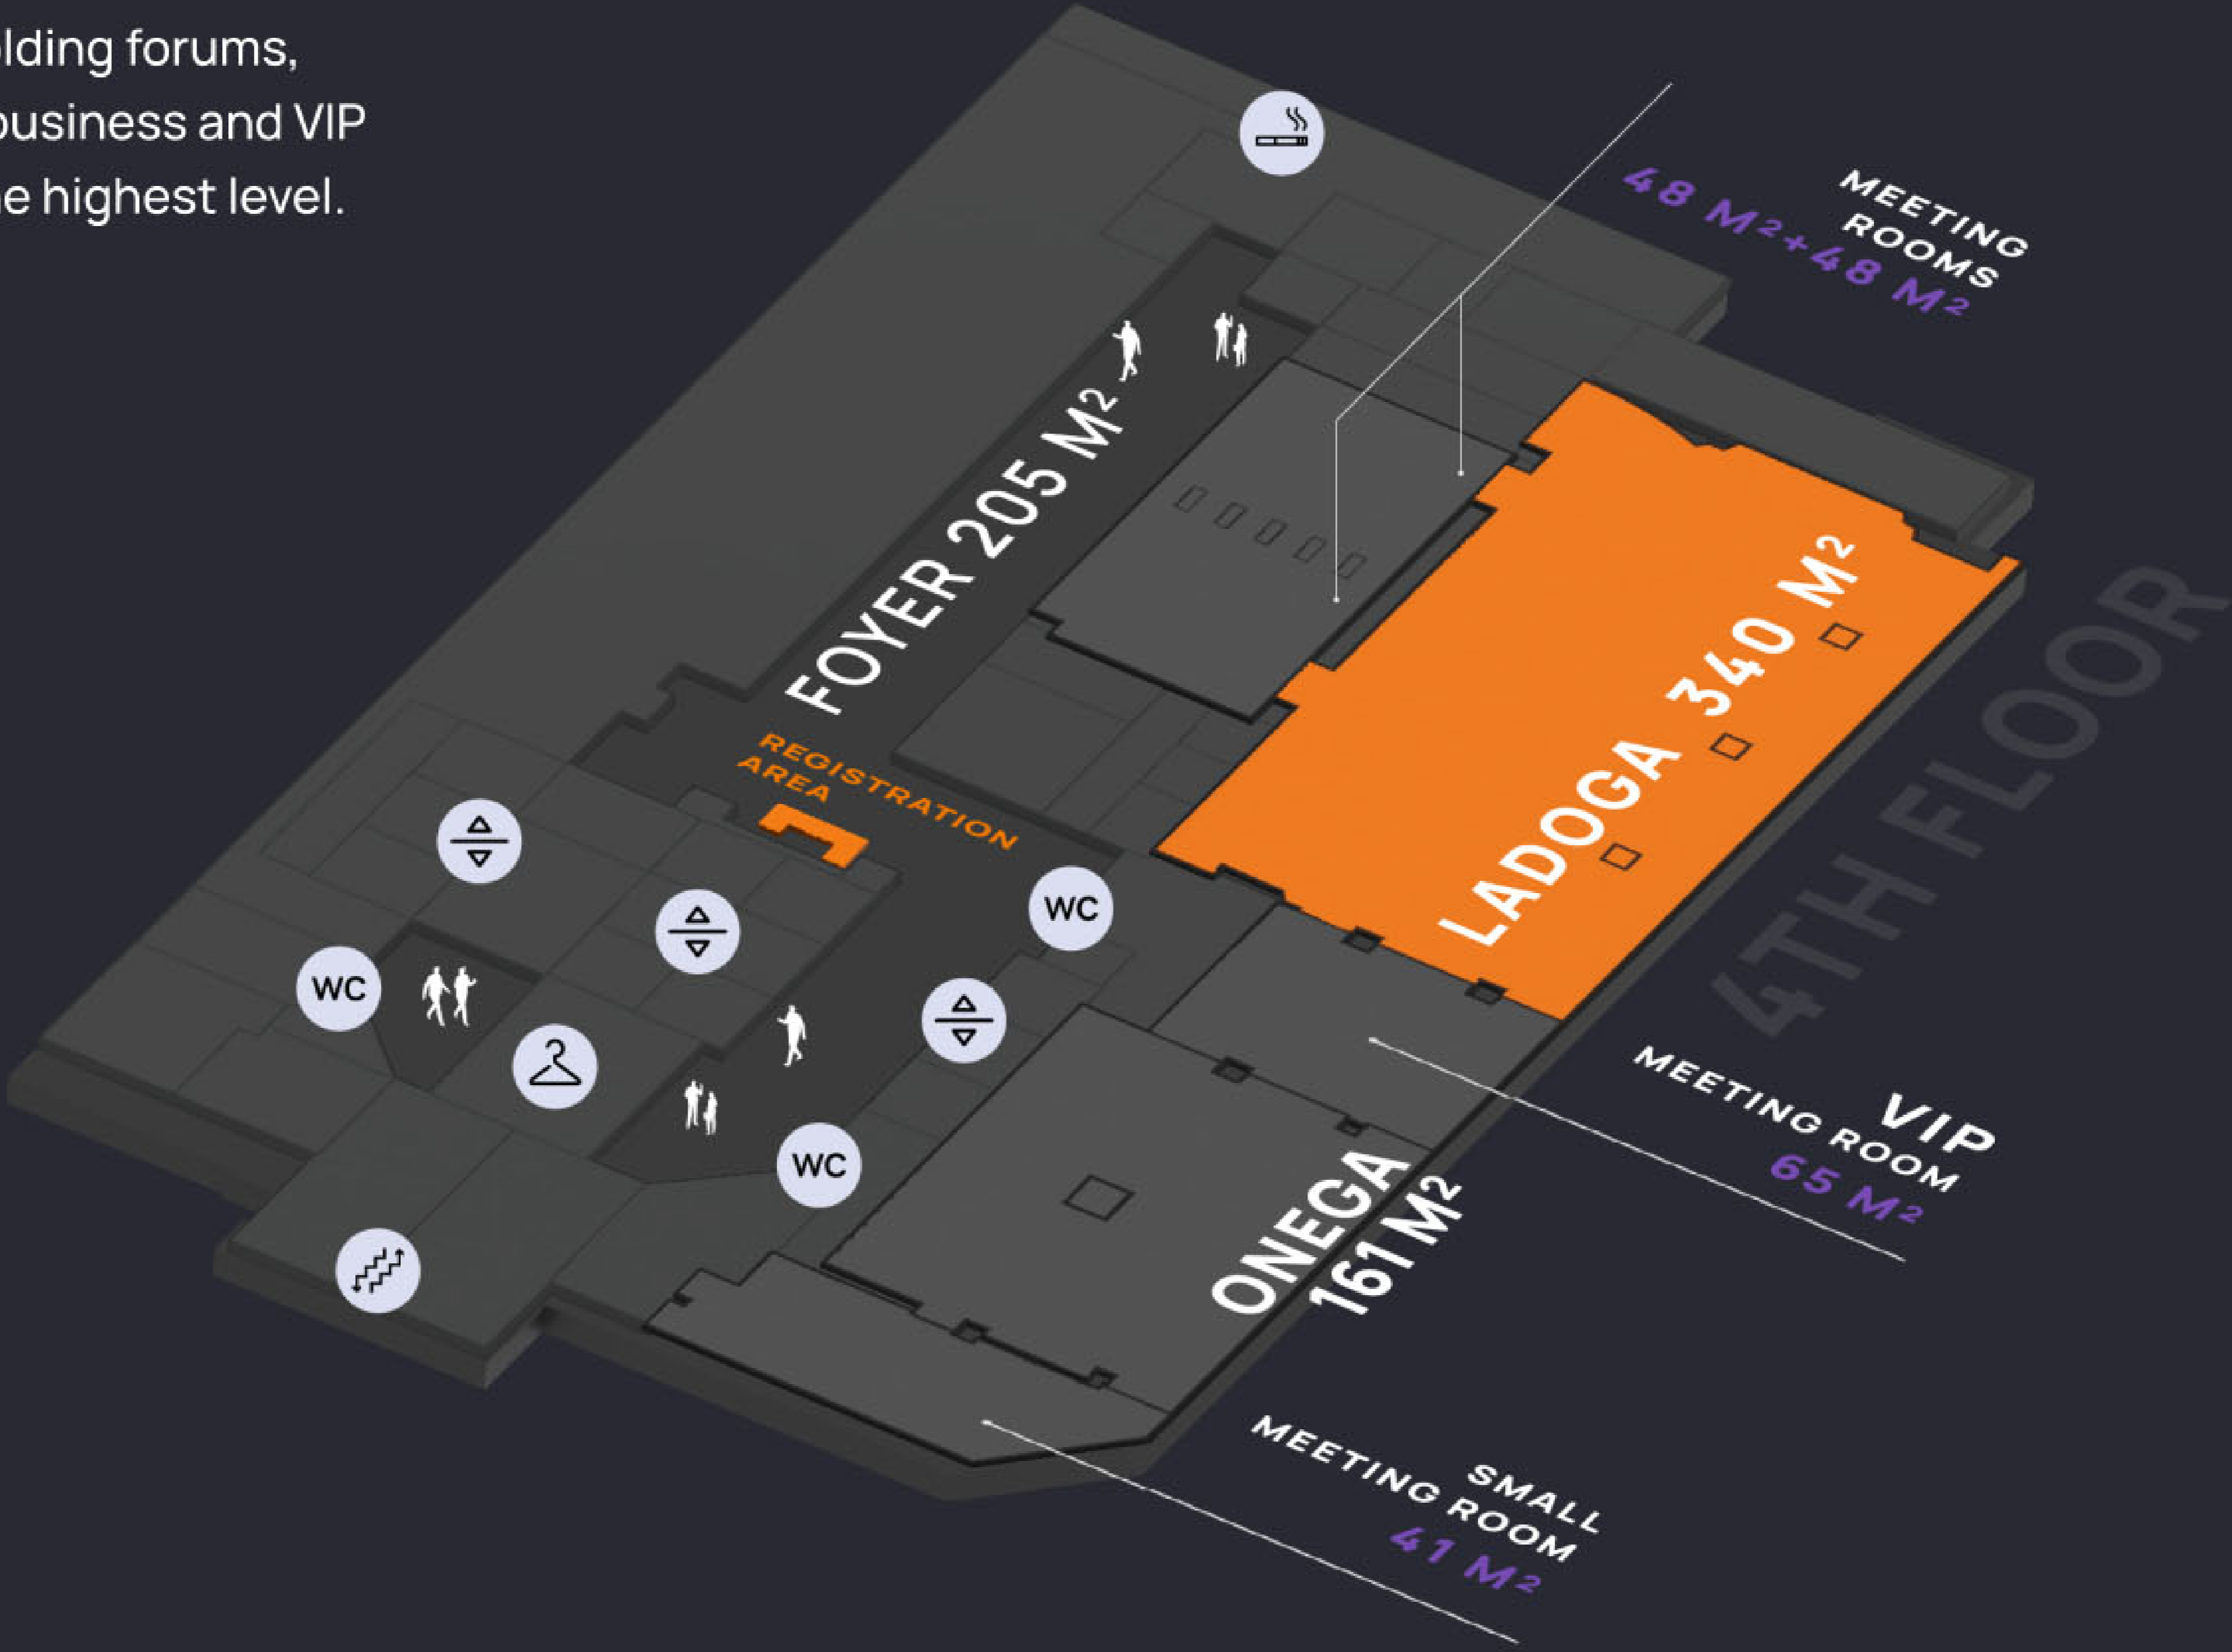 forums,
business and VIP
highest level.
MEETING
ROOMS
48 M²+48 M²
FOYER 205 M²
LADOGA 340 M²
4TH FLOOR
REGISTRATION
AREA
WC
WC
WC
VIP
MEETING ROOM
65 M²
ONEGA
161 M²
SMALL
MEETING ROOM
41 M²